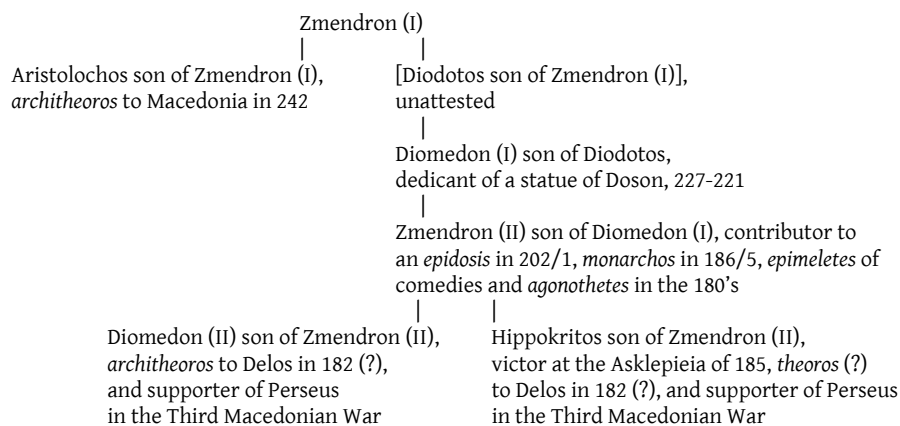 Zmendron (I)
Aristolochos son of Zmendron (I),
architheoros to Macedonia in 242
[Diodotos son of Zmendron (I)],
unattested
Diomedon (I) son of Diodotos,
dedicant of a statue of Doson, 227-221
Zmendron (II) son of Diomedon (I), contributor to
an epidosis in 202/1, monarchos in 186/5, epimeletes of
comedies and agonothetes in the 180's
Diomedon (II) son of Zmendron (II),
architheoros to Delos in 182 (?),
and supporter of Perseus
in the Third Macedonian War
Hippokritos son of Zmendron (II),
victor at the Asklepieia of 185, theoros (?)
to Delos in 182 (?), and supporter of Perseus
in the Third Macedonian War